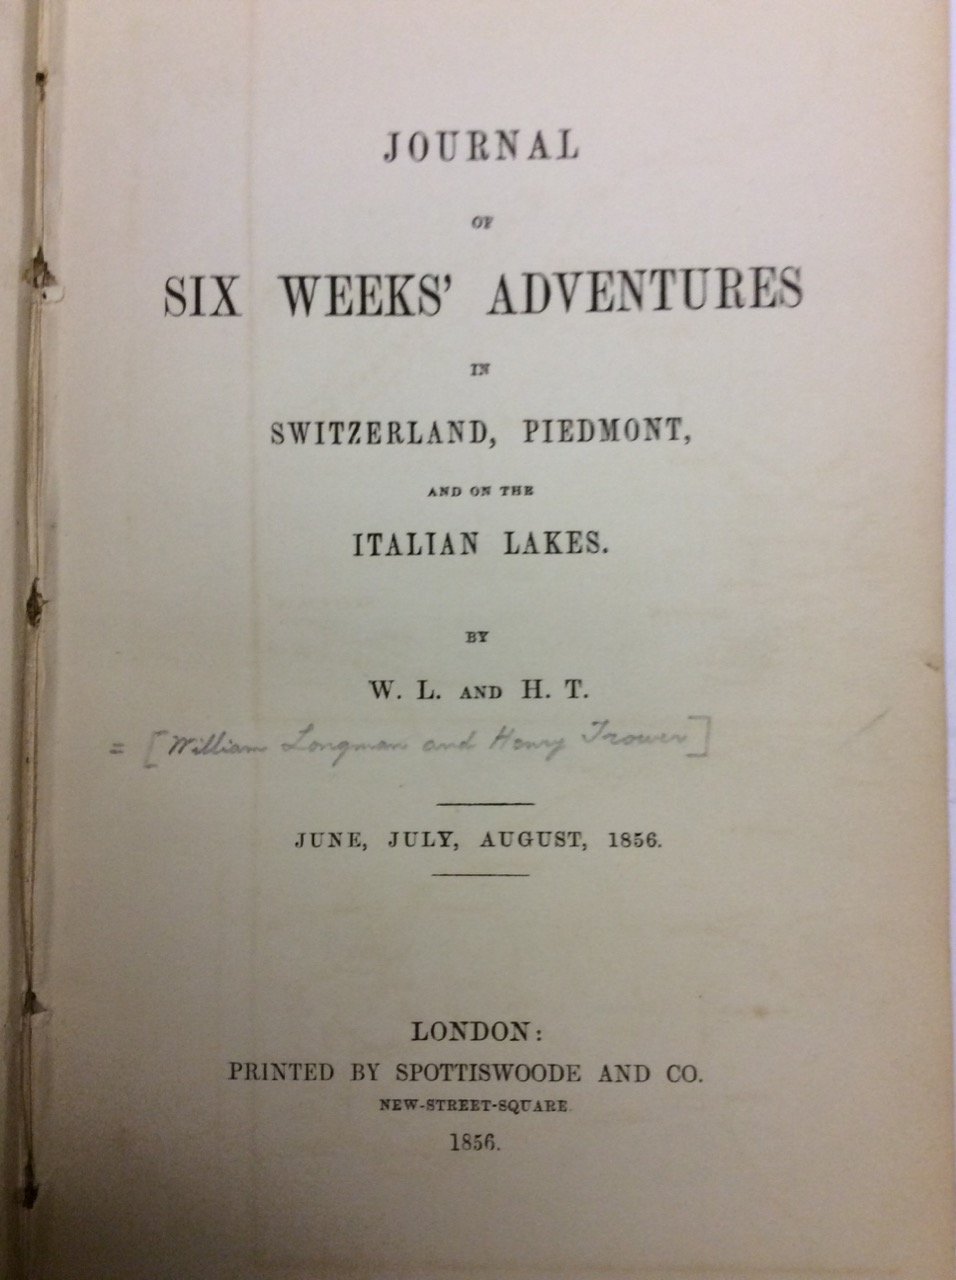 JOURNAL
OF
SIX WEEKS' ADVENTURES
IN
SWITZERLAND, PIEDMONT,
AND ON THE
ITALIAN LAKES.
BY
W. L. AND H. T.
= [William Longman and Henry Trower]
JUNE, JULY, AUGUST, 1856.
LONDON:
PRINTED BY SPOTTISWOODE AND CO.
NEW-STREET-SQUARE.
1856.